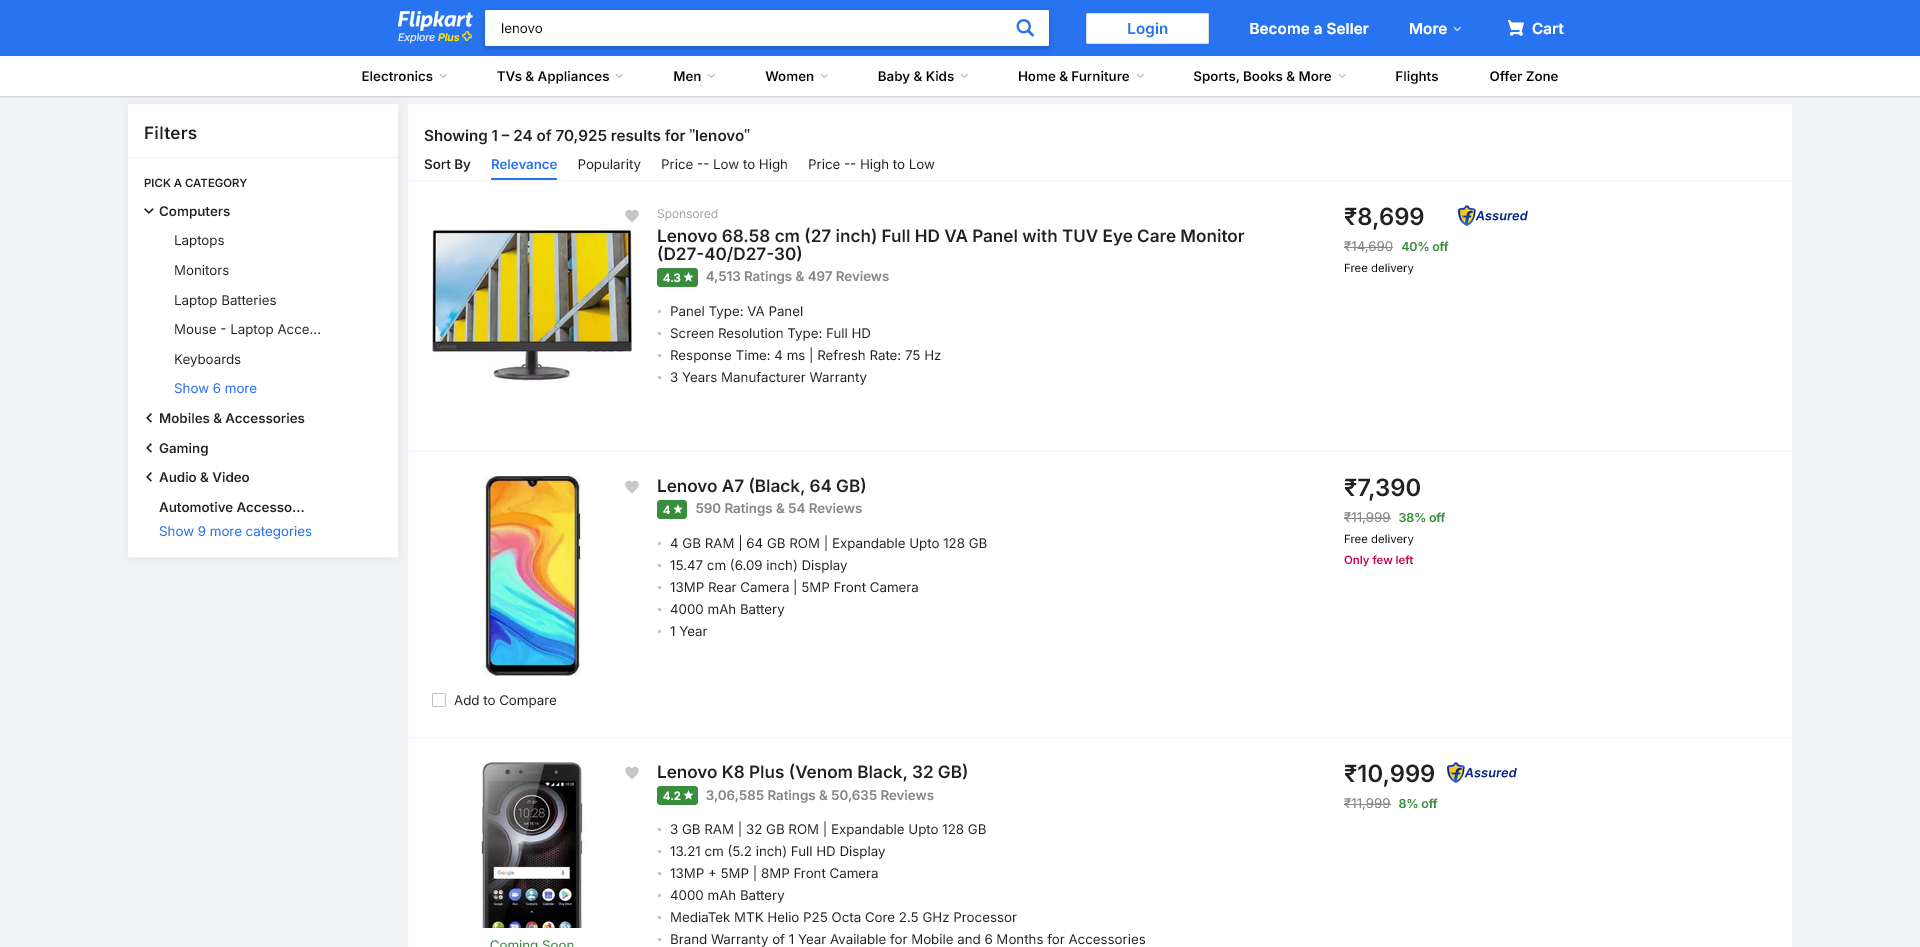 Flipkart
Explore Plus
lenovo
Login
Become a Seller
More
Cart
Electronics
TVs & Appliances
Men
Women
Baby & Kids
Home & Furniture
Sports, Books & More
Flights
Offer Zone
Filters
PICK A CATEGORY
Computers
Laptops
Monitors
Laptop Batteries
Mouse - Laptop Acce...
Keyboards
Show 6 more
Mobiles & Accessories
Gaming
Audio & Video
Automotive Accesso...
Show 9 more categories
Showing 1 – 24 of 70,925 results for "lenovo"
Sort By
Relevance
Popularity
Price -- Low to High
Price -- High to Low
Sponsored
Lenovo 68.58 cm (27 inch) Full HD VA Panel with TUV Eye Care Monitor
(D27-40/D27-30)
4.3 ★ 4,513 Ratings & 497 Reviews
Panel Type: VA Panel
Screen Resolution Type: Full HD
Response Time: 4 ms | Refresh Rate: 75 Hz
3 Years Manufacturer Warranty
₹8,699
Assured
₹14,690 40% off
Free delivery
Lenovo A7 (Black, 64 GB)
4 ★ 590 Ratings & 54 Reviews
4 GB RAM | 64 GB ROM | Expandable Upto 128 GB
15.47 cm (6.09 inch) Display
13MP Rear Camera | 5MP Front Camera
4000 mAh Battery
1 Year
₹7,390
₹11,999 38% off
Free delivery
Only few left
Add to Compare
Lenovo K8 Plus (Venom Black, 32 GB)
4.2 ★ 3,06,585 Ratings & 50,635 Reviews
3 GB RAM | 32 GB ROM | Expandable Upto 128 GB
13.21 cm (5.2 inch) Full HD Display
13MP + 5MP | 8MP Front Camera
4000 mAh Battery
MediaTek MTK Helio P25 Octa Core 2.5 GHz Processor
Brand Warranty of 1 Year Available for Mobile and 6 Months for Accessories
₹10,999
Assured
₹11,999 8% off
10:28
Google
Coming Soon